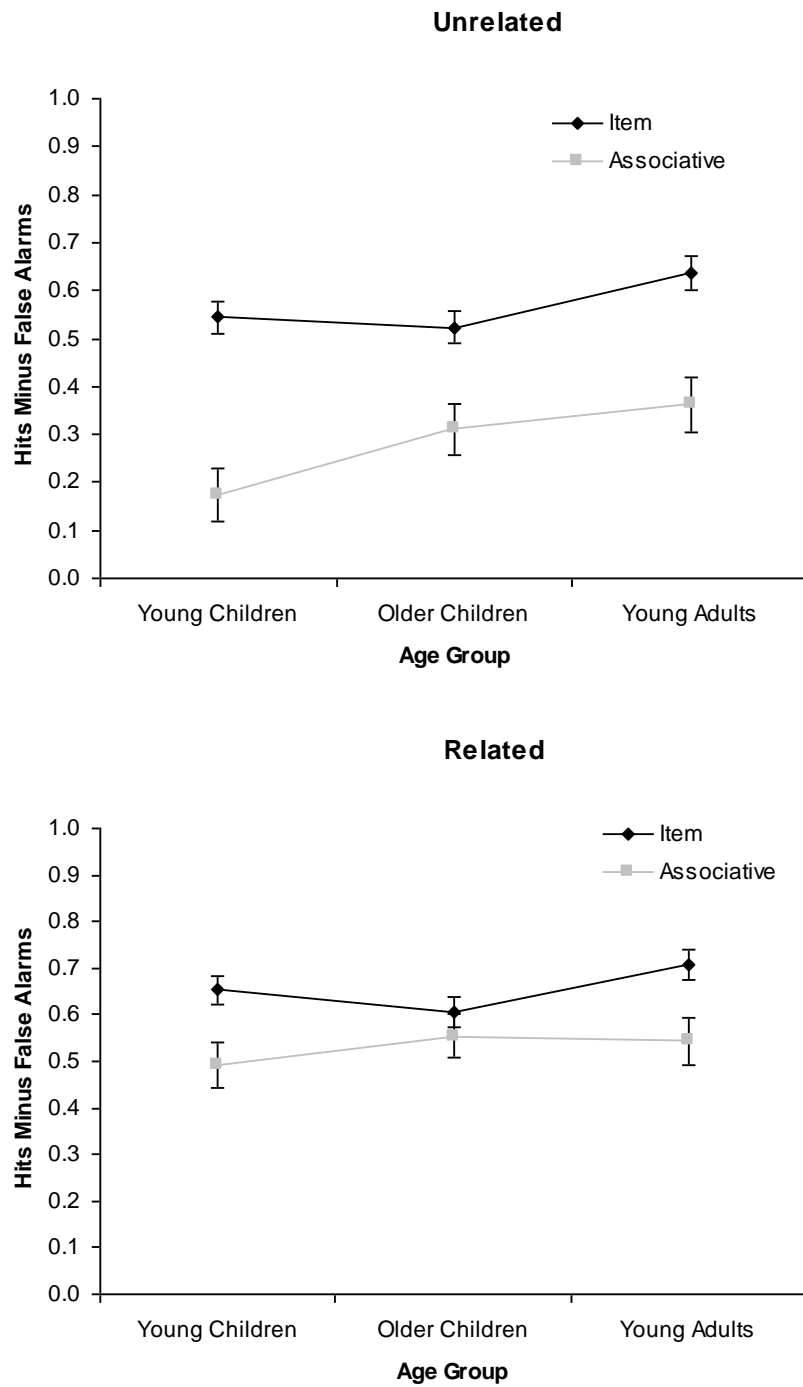 Unrelated
1.0
0.9
0.8
0.7
0.6
0.5
0.4
0.3
0.2
0.1
0.0
Hits Minus False Alarms
Item
Associative
Young Children
Older Children
Young Adults
Age Group
Related
1.0
0.9
0.8
0.7
0.6
0.5
0.4
0.3
0.2
0.1
0.0
Hits Minus False Alarms
Item
Associative
Young Children
Older Children
Young Adults
Age Group